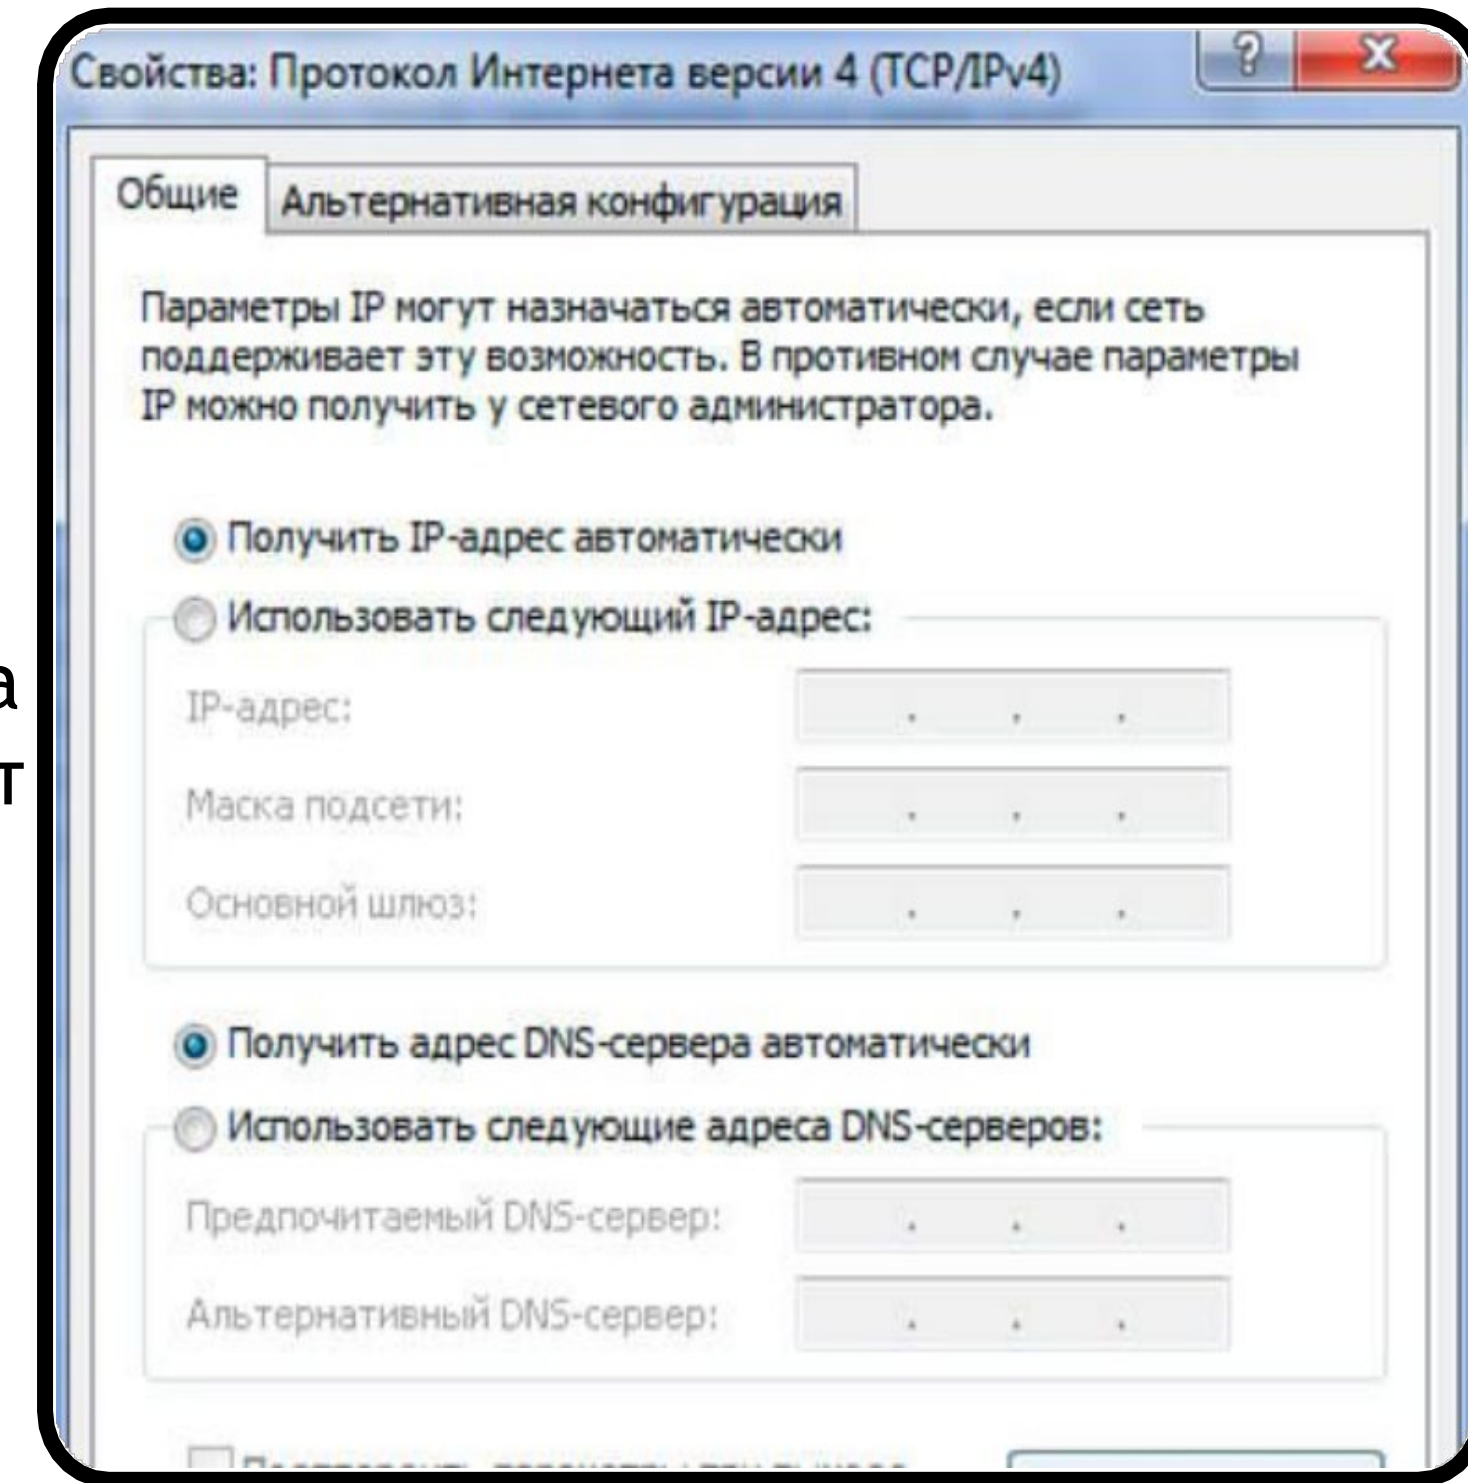 Свойства: Протокол Интернета версии 4 (TCP/IPv4)
Общие
Альтернативная конфигурация
Параметры IP могут назначаться автоматически, если сеть
поддерживает эту возможность. В противном случае параметры
IP можно получить у сетевого администратора.
Получить IP-адрес автоматически
Использовать следующий IP-адрес:
а
IP-адрес:
т
Маска подсети:
Основной шлюз:
Получить адрес DNS-сервера автоматически
Использовать следующие адреса DNS-серверов:
Предпочитаемый DNS-сервер:
Альтернативный DNS-сервер: